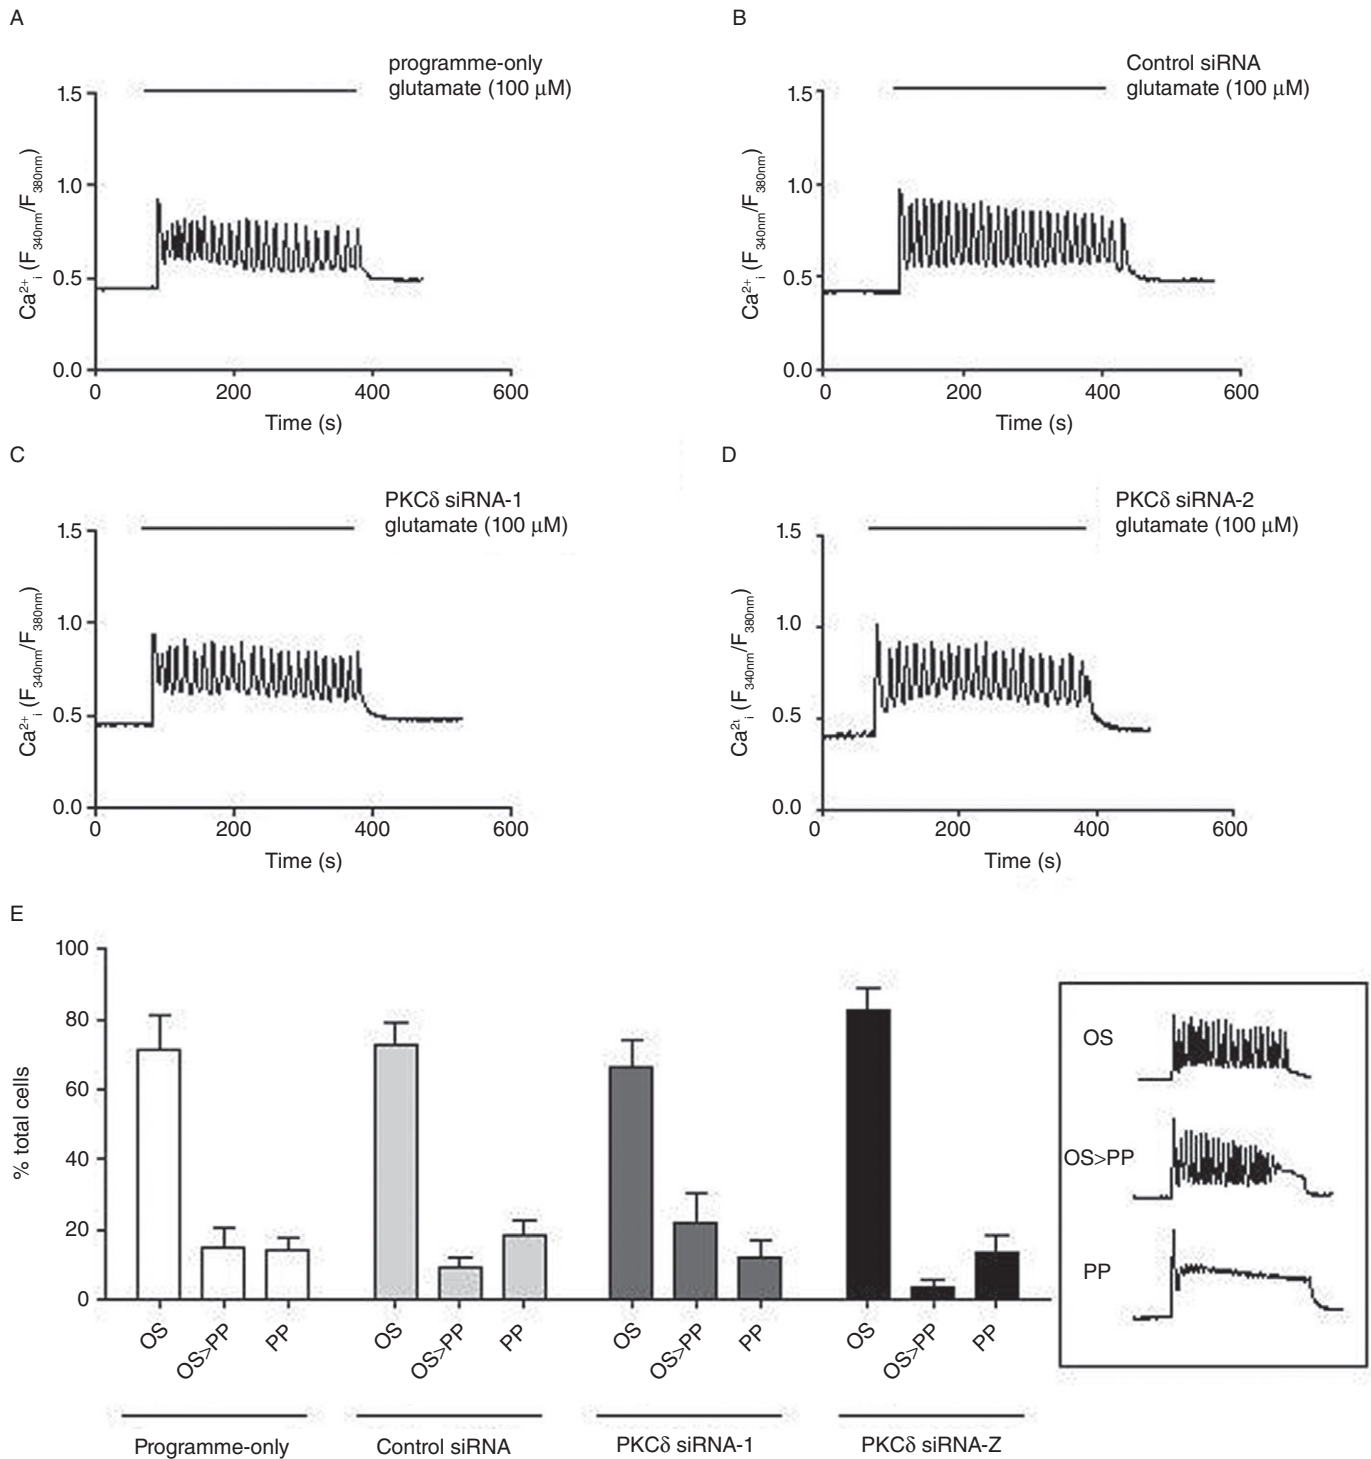 A
programme-only
glutamate (100 μM)
1.5
1.0
0.5
0.0
Ca2+i (F340nm/F380nm)
0 200 400 600
Time (s)
B
Control siRNA
glutamate (100 μM)
1.5
1.0
0.5
0.0
Ca2+i (F340nm/F380nm)
0 200 400 600
Time (s)
C
PKCδ siRNA-1
glutamate (100 μM)
1.5
1.0
0.5
0.0
Ca2+i (F340nm/F380nm)
0 200 400 600
Time (s)
D
PKCδ siRNA-2
glutamate (100 μM)
1.5
1.0
0.5
0.0
Ca2ti (F340nm/F380nm)
0 200 400 600
Time (s)
E
100
80
60
40
20
0
% total cells
OS OS>PP PP OS OS>PP PP OS OS>PP PP OS OS>PP PP
Programme-only Control siRNA PKCδ siRNA-1 PKCδ siRNA-Z
OS
OS>PP
PP